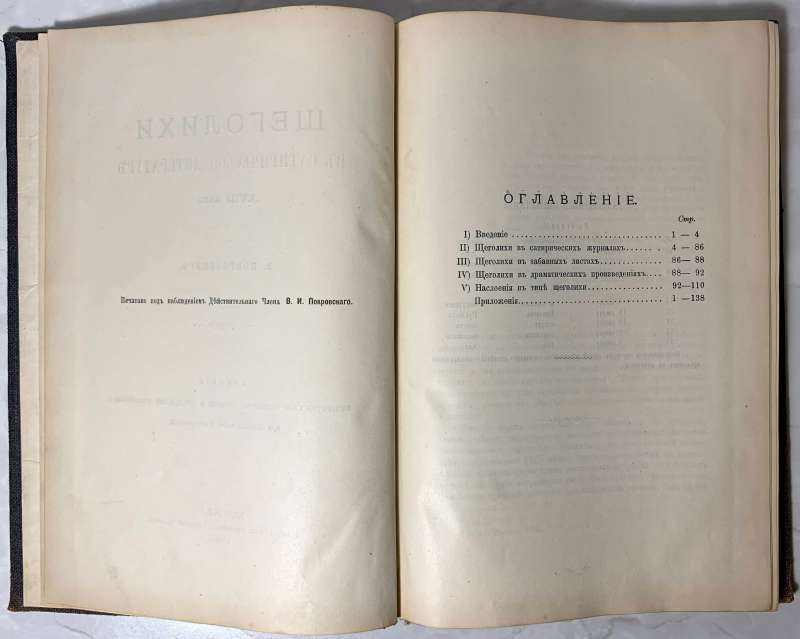 Печатано подъ наблюденіемъ Дѣйствительнаго Члена В. И. Покровскаго.
ОГЛАВЛЕНІЕ.
Стр.
I) Введеніе . . . . . . . . . . . . . . . . . . . . . . . . . . 1 — 4
II) Щеголихи въ сатирическихъ журналахъ . . . . . . . 4 — 86
III) Щеголихи въ забавныхъ листахъ . . . . . . . . . . . 86 — 88
IV) Щеголихи въ драматическихъ произведеніяхъ . . . . 88 — 92
V) Наслоенія въ типѣ щеголихи . . . . . . . . . . . . . 92—110
Приложенія . . . . . . . . . . . . . . . . . . . . . . . . 1 —138